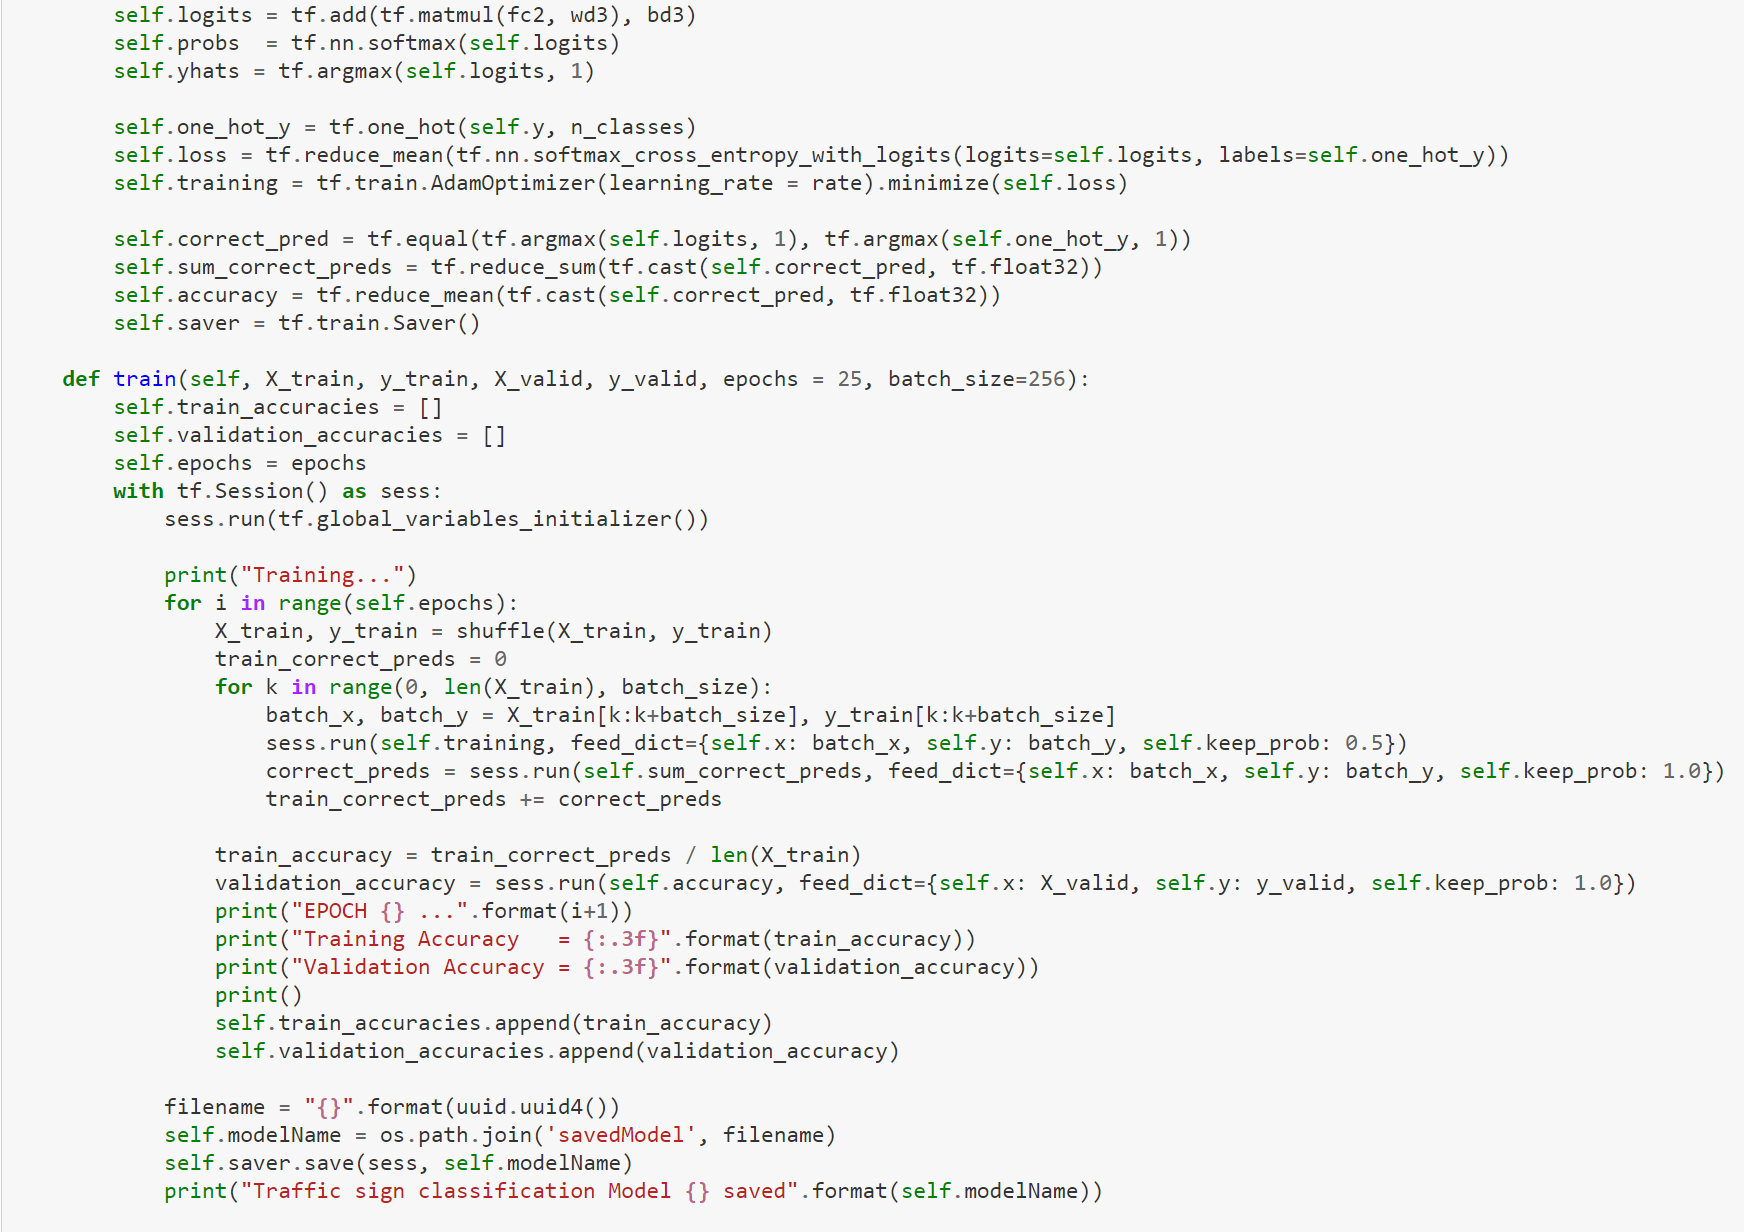 self.logits = tf.add(tf.matmul(fc2, wd3), bd3)
self.probs  = tf.nn.softmax(self.logits)
self.yhats = tf.argmax(self.logits, 1)
self.one_hot_y = tf.one_hot(self.y, n_classes)
self.loss = tf.reduce_mean(tf.nn.softmax_cross_entropy_with_logits(logits=self.logits, labels=self.one_hot_y))
self.training = tf.train.AdamOptimizer(learning_rate = rate).minimize(self.loss)
self.correct_pred = tf.equal(tf.argmax(self.logits, 1), tf.argmax(self.one_hot_y, 1))
self.sum_correct_preds = tf.reduce_sum(tf.cast(self.correct_pred, tf.float32))
self.accuracy = tf.reduce_mean(tf.cast(self.correct_pred, tf.float32))
self.saver = tf.train.Saver()
def train(self, X_train, y_train, X_valid, y_valid, epochs = 25, batch_size=256):
self.train_accuracies = []
self.validation_accuracies = []
self.epochs = epochs
with tf.Session() as sess:
sess.run(tf.global_variables_initializer())
print("Training...")
for i in range(self.epochs):
X_train, y_train = shuffle(X_train, y_train)
train_correct_preds = 0
for k in range(0, len(X_train), batch_size):
batch_x, batch_y = X_train[k:k+batch_size], y_train[k:k+batch_size]
sess.run(self.training, feed_dict={self.x: batch_x, self.y: batch_y, self.keep_prob: 0.5})
correct_preds = sess.run(self.sum_correct_preds, feed_dict={self.x: batch_x, self.y: batch_y, self.keep_prob: 1.0})
train_correct_preds += correct_preds
train_accuracy = train_correct_preds / len(X_train)
validation_accuracy = sess.run(self.accuracy, feed_dict={self.x: X_valid, self.y: y_valid, self.keep_prob: 1.0})
print("EPOCH {} ...".format(i+1))
print("Training Accuracy   = {:.3f}".format(train_accuracy))
print("Validation Accuracy = {:.3f}".format(validation_accuracy))
print()
self.train_accuracies.append(train_accuracy)
self.validation_accuracies.append(validation_accuracy)
filename = "{}".format(uuid.uuid4())
self.modelName = os.path.join('savedModel', filename)
self.saver.save(sess, self.modelName)
print("Traffic sign classification Model {} saved".format(self.modelName))